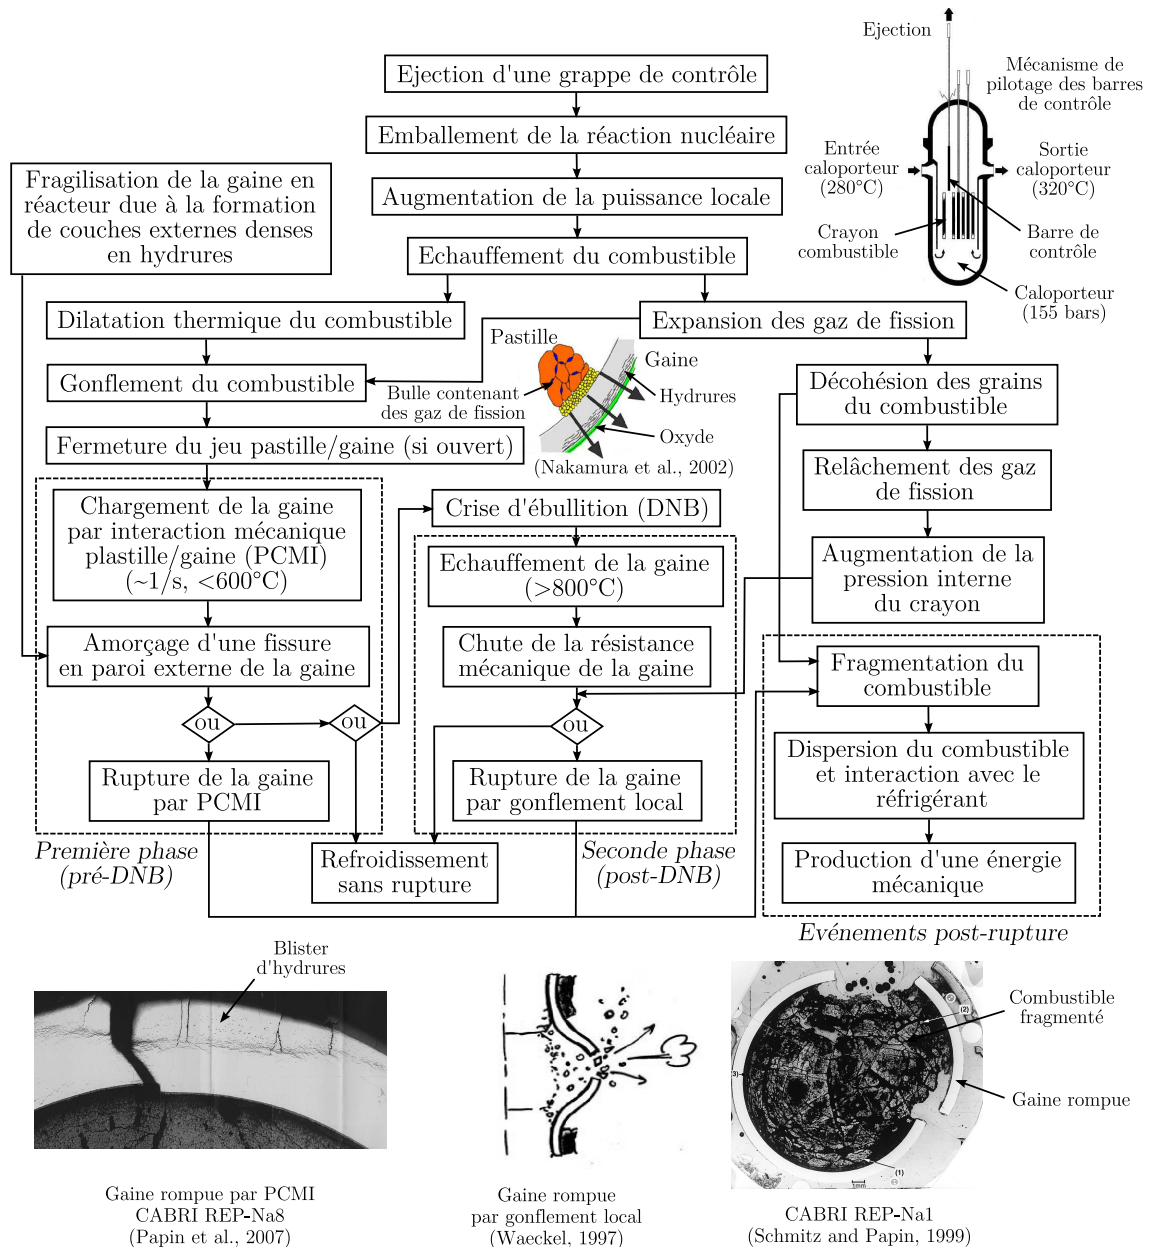 Ejection
Mécanisme de
pilotage des barres
de contrôle
Ejection d'une grappe de contrôle
Emballement de la réaction nucléaire
Entrée
caloporteur
(280°C)
Sortie
caloporteur
(320°C)
Fragilisation de la gaine en
réacteur due à la formation
de couches externes denses
en hydrures
Augmentation de la puissance locale
Crayon
combustible
Barre de
contrôle
Echauffement du combustible
Caloporteur
(155 bars)
Dilatation thermique du combustible
Expansion des gaz de fission
Pastille
Gaine
Bulle contenant
des gaz de fission
Hydrures
Oxyde
(Nakamura et al., 2002)
Gonflement du combustible
Décohésion des grains
du combustible
Fermeture du jeu pastille/gaine (si ouvert)
Relâchement des gaz
de fission
Chargement de la gaine
par interaction mécanique
plastille/gaine (PCMI)
(~1/s, <600°C)
Crise d'ébullition (DNB)
Echauffement de la gaine
(>800°C)
Augmentation de la
pression interne
du crayon
Amorçage d'une fissure
en paroi externe de la gaine
Chute de la résistance
mécanique de la gaine
Fragmentation du
combustible
ou
ou
ou
Dispersion du combustible
et interaction avec le
réfrigérant
Rupture de la gaine
par PCMI
Rupture de la gaine
par gonflement local
Première phase
(pré-DNB)
Refroidissement
sans rupture
Seconde phase
(post-DNB)
Production d'une énergie
mécanique
Evénements post-rupture
Blister
d'hydrures
Combustible
fragmenté
Gaine rompue
(2)
(3)
(1)
1mm
Gaine rompue par PCMI
CABRI REP-Na8
(Papin et al., 2007)
Gaine rompue
par gonflement local
(Waeckel, 1997)
CABRI REP-Na1
(Schmitz and Papin, 1999)